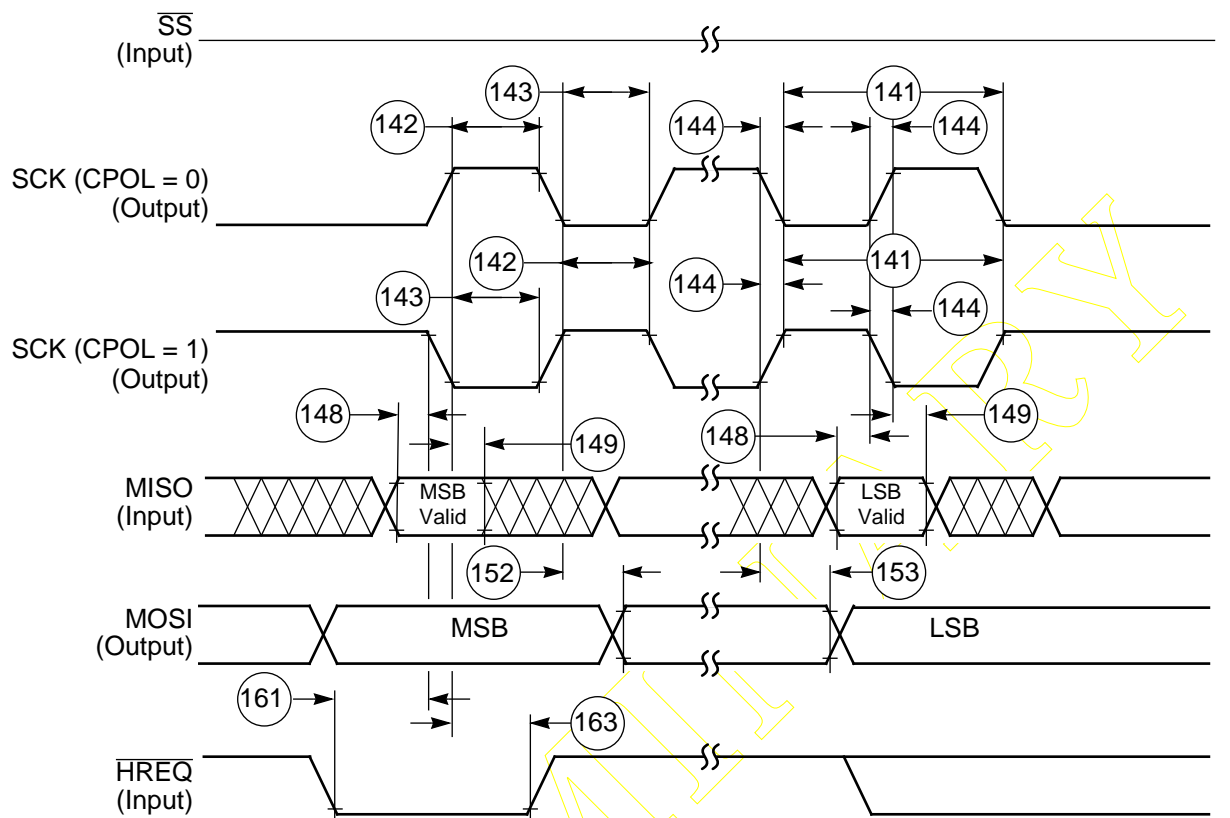 SS
(Input)
143
141
142
144
144
SCK (CPOL = 0)
(Output)
142
141
143
144
144
SCK (CPOL = 1)
(Output)
148
149
148
149
MISO
(Input)
MSB
Valid
LSB
Valid
152
153
MOSI
(Output)
MSB
LSB
161
163
HREQ
(Input)